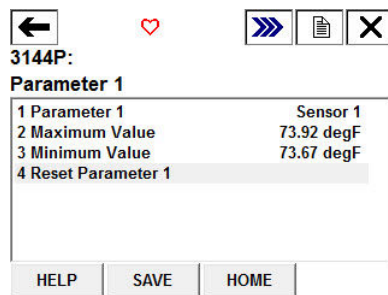 3144P:
Parameter 1
1 Parameter 1 Sensor 1
2 Maximum Value 73.92 degF
3 Minimum Value 73.67 degF
4 Reset Parameter 1
HELP SAVE HOME